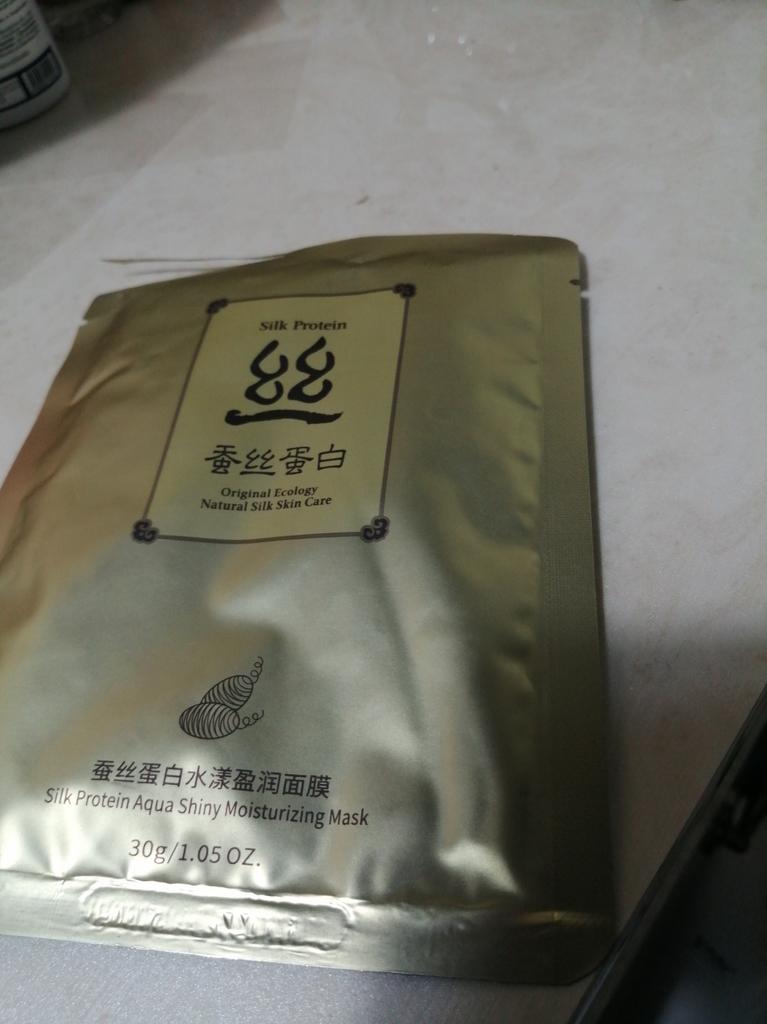 Silk Protein
丝
蚕丝蛋白
Original Ecology
Natural Silk Skin Care
蚕丝蛋白水漾盈润面膜
Silk Protein Aqua Shiny Moisturizing Mask
30g/1.05 OZ.